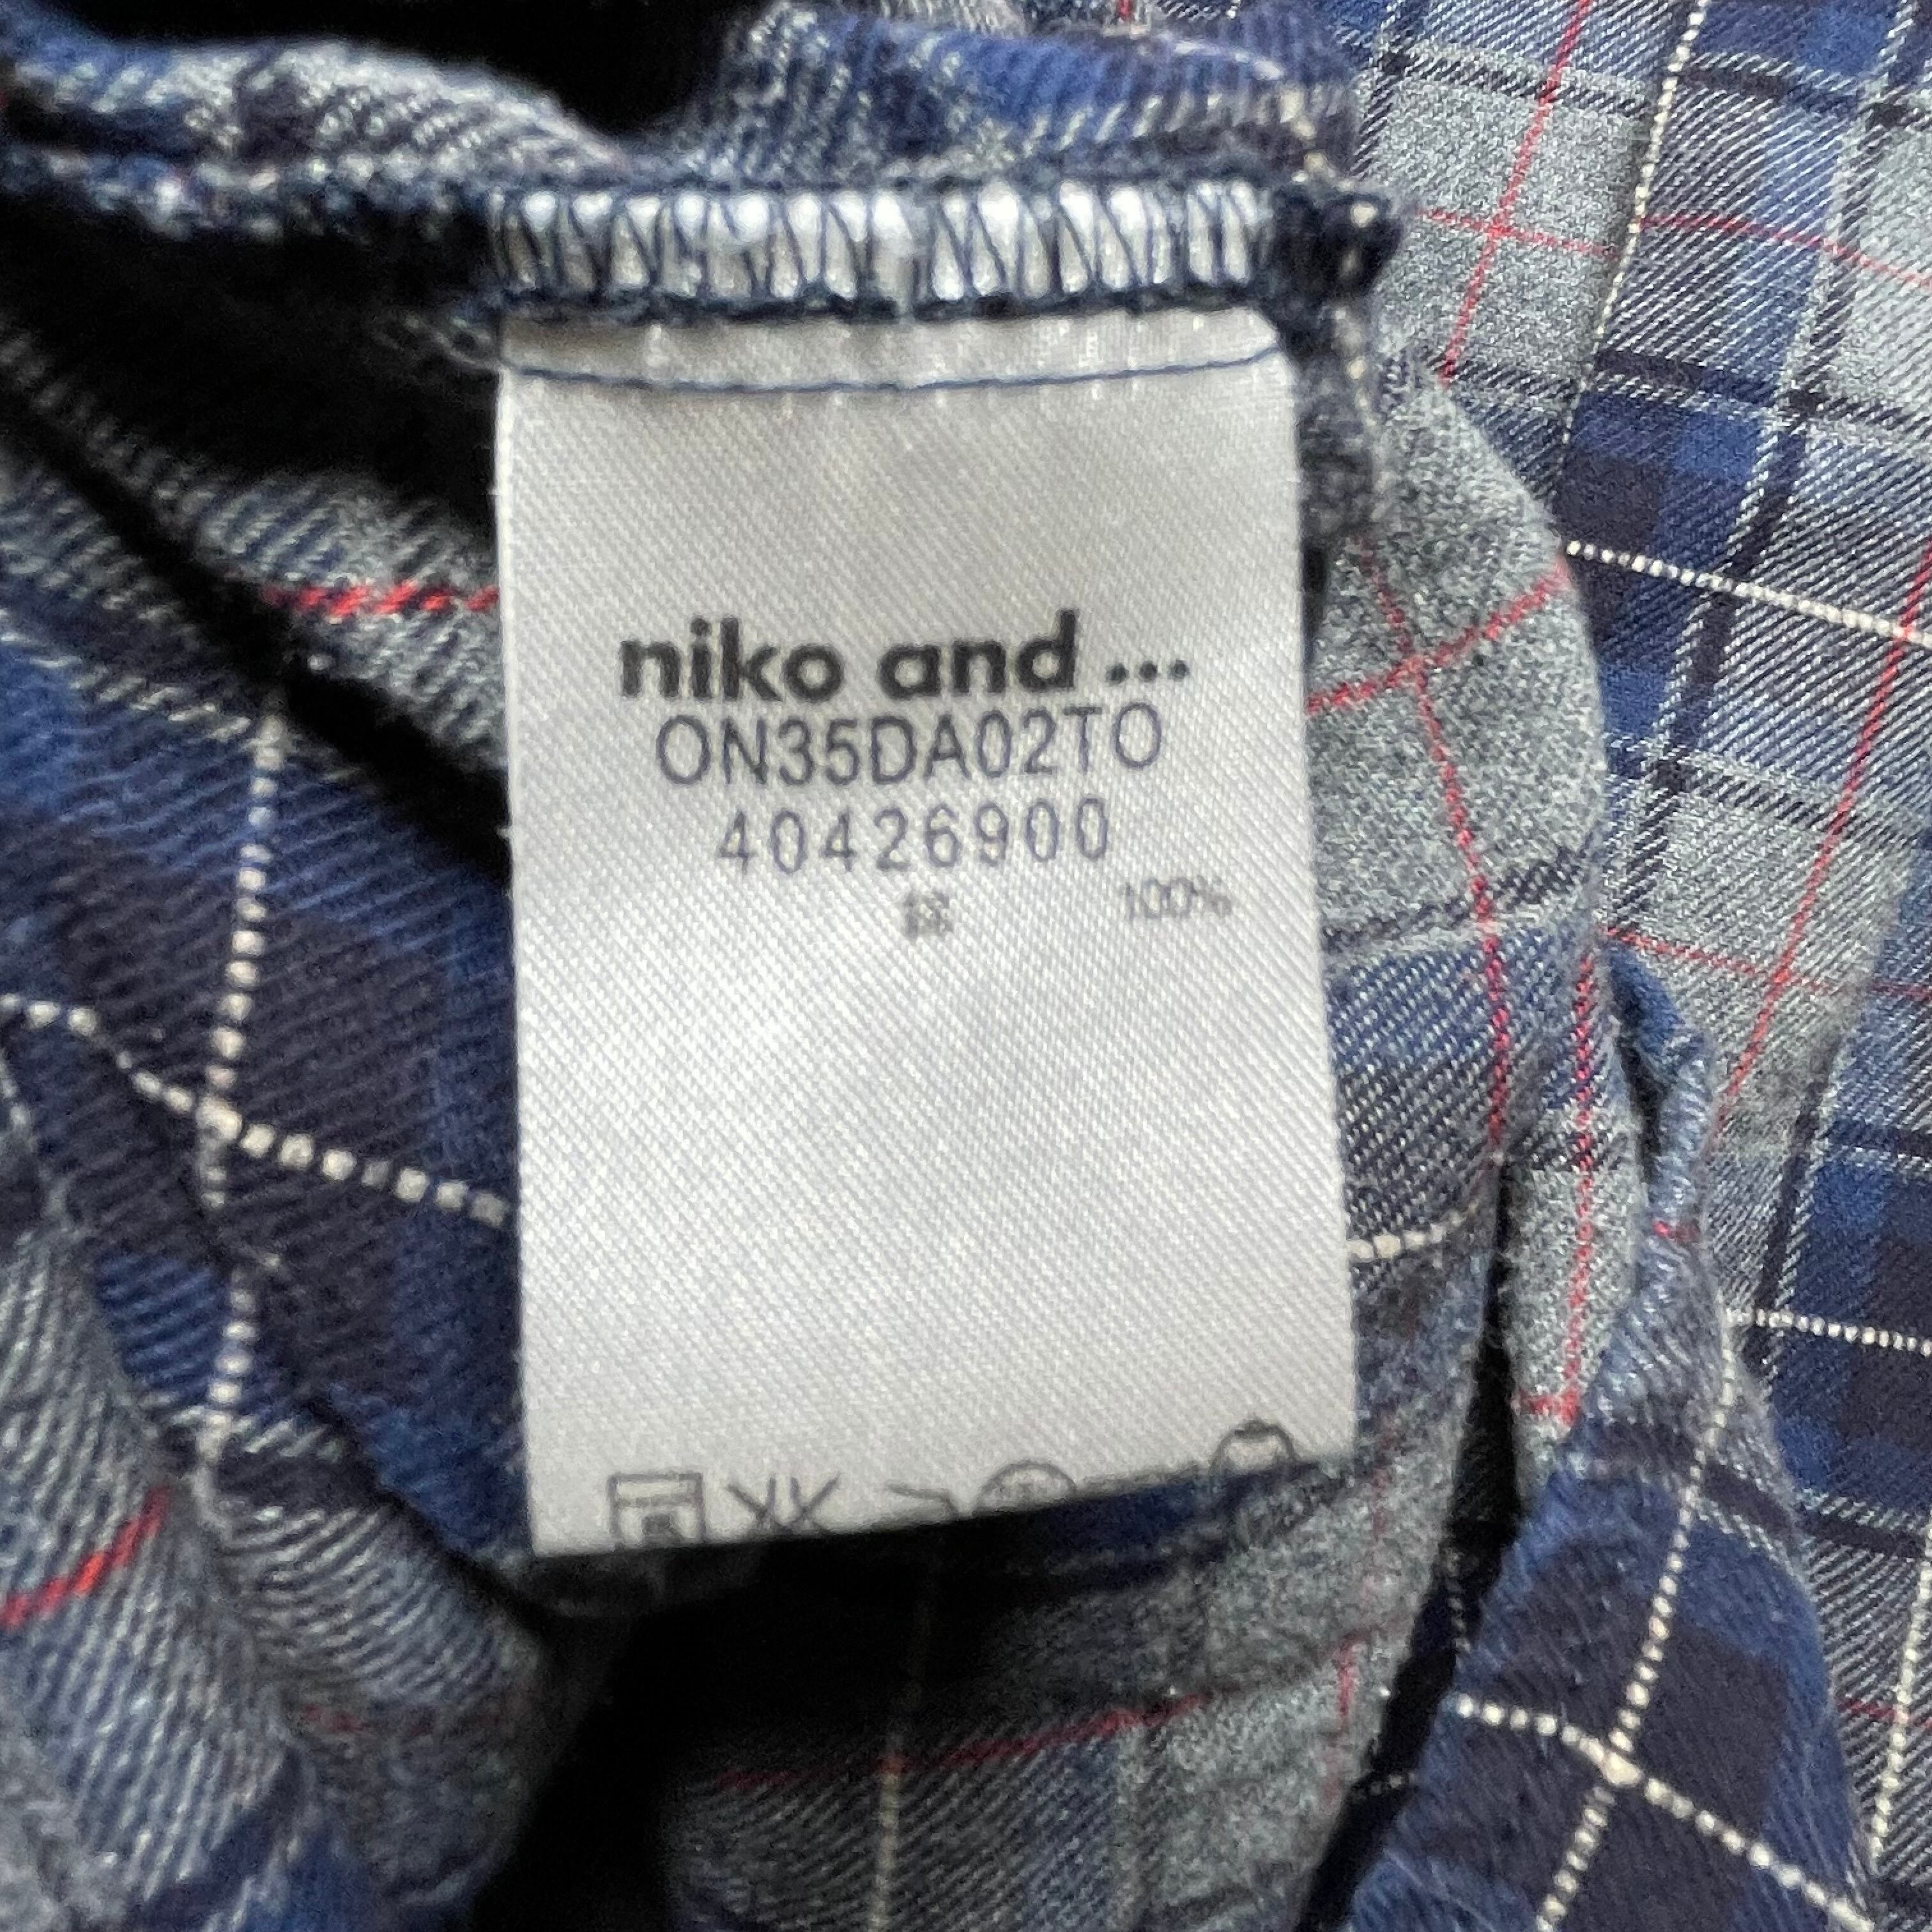 niko and ...
ON35DA02TO
40426900
綿 100%